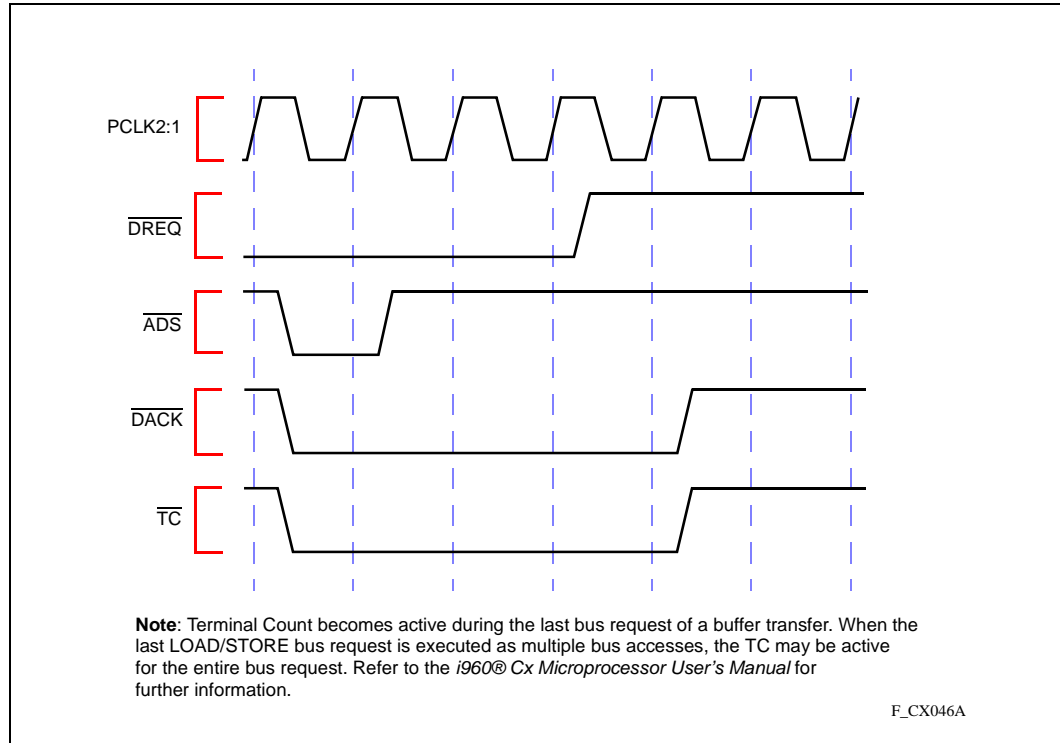 PCLK2:1
DREQ
ADS
DACK
TC
Note: Terminal Count becomes active during the last bus request of a buffer transfer. When the
last LOAD/STORE bus request is executed as multiple bus accesses, the TC may be active
for the entire bus request. Refer to the i960® Cx Microprocessor User's Manual for
further information.
F_CX046A